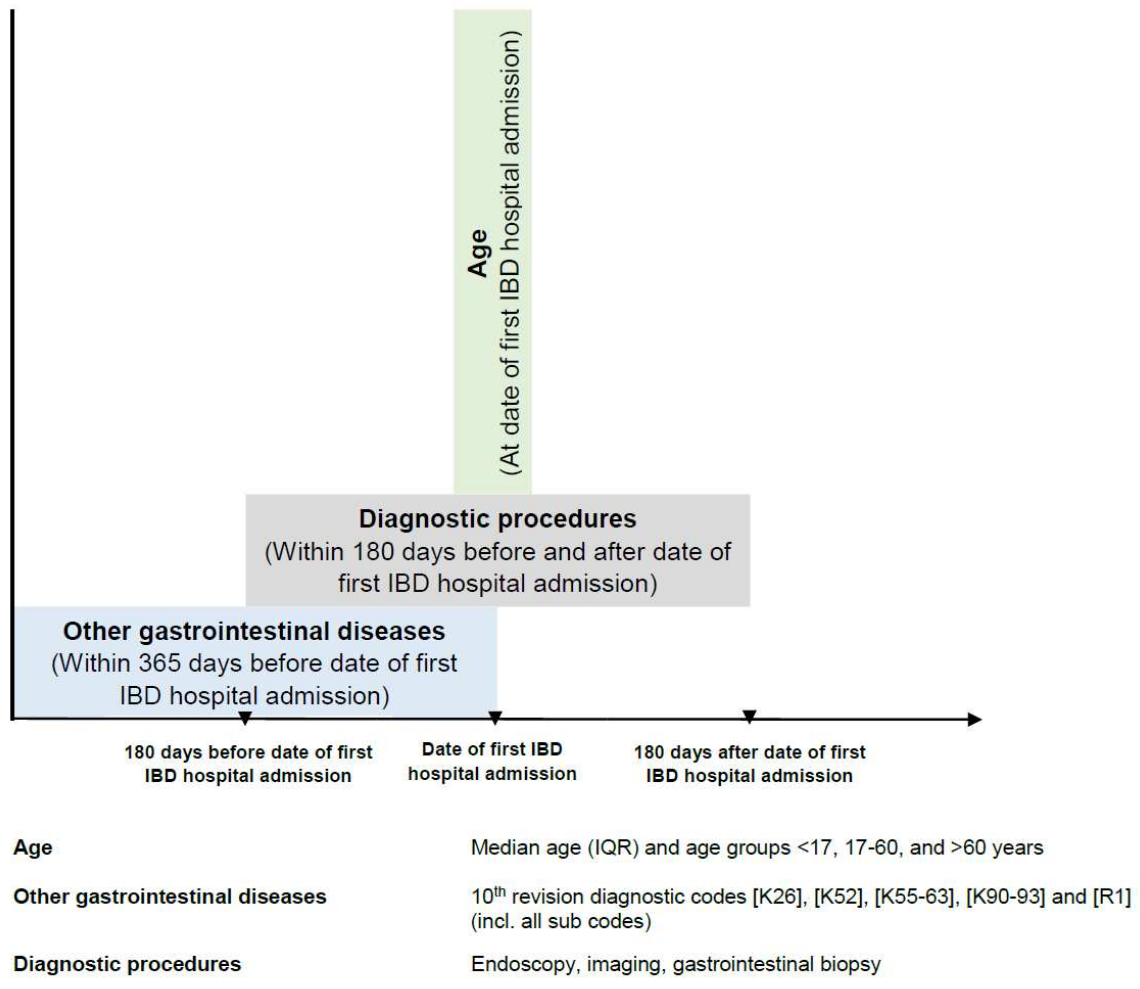 Age
(At date of first IBD hospital admission)
Diagnostic procedures
(Within 180 days before and after date of
first IBD hospital admission)
Other gastrointestinal diseases
(Within 365 days before date of first
IBD hospital admission)
180 days before date of first
IBD hospital admission
Date of first IBD
hospital admission
180 days after date of first
IBD hospital admission
Age Median age (IQR) and age groups <17, 17-60, and >60 years
Other gastrointestinal diseases 10th revision diagnostic codes [K26], [K52], [K55-63], [K90-93] and [R1]
(incl. all sub codes)
Diagnostic procedures Endoscopy, imaging, gastrointestinal biopsy